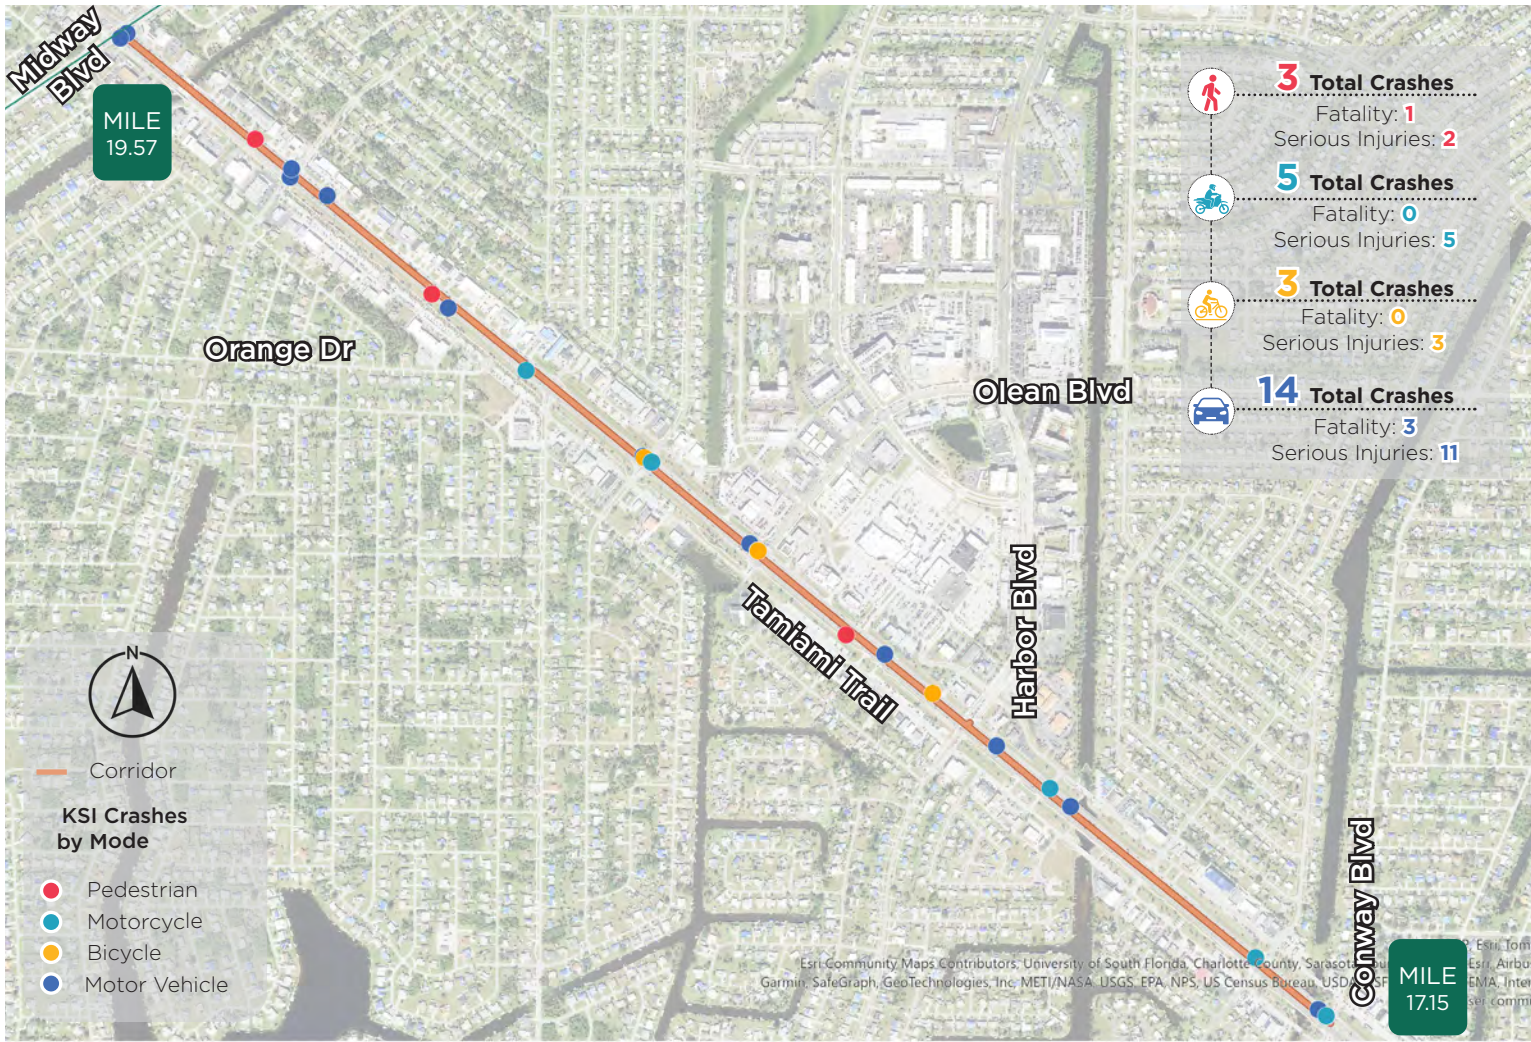 Midway
Blvd
MILE
19.57
3 Total Crashes
Fatality: 1
Serious Injuries: 2
5 Total Crashes
Fatality: 0
Serious Injuries: 5
3 Total Crashes
Fatality: 0
Serious Injuries: 3
14 Total Crashes
Fatality: 3
Serious Injuries: 11
Orange Dr
Olean Blvd
Harbor Blvd
Tamiami Trail
Conway Blvd
N
Corridor
KSI Crashes
by Mode
Pedestrian
Motorcycle
Bicycle
Motor Vehicle
Esri, Tom
Esri Community Maps Contributors, University of South Florida, Charlotte County, Sarasota Esri, Airbu
Garmin, SafeGraph, GeoTechnologies, Inc, METI/NASA, USGS, EPA, NPS, US Census Bureau, USDA
MILE
17.15